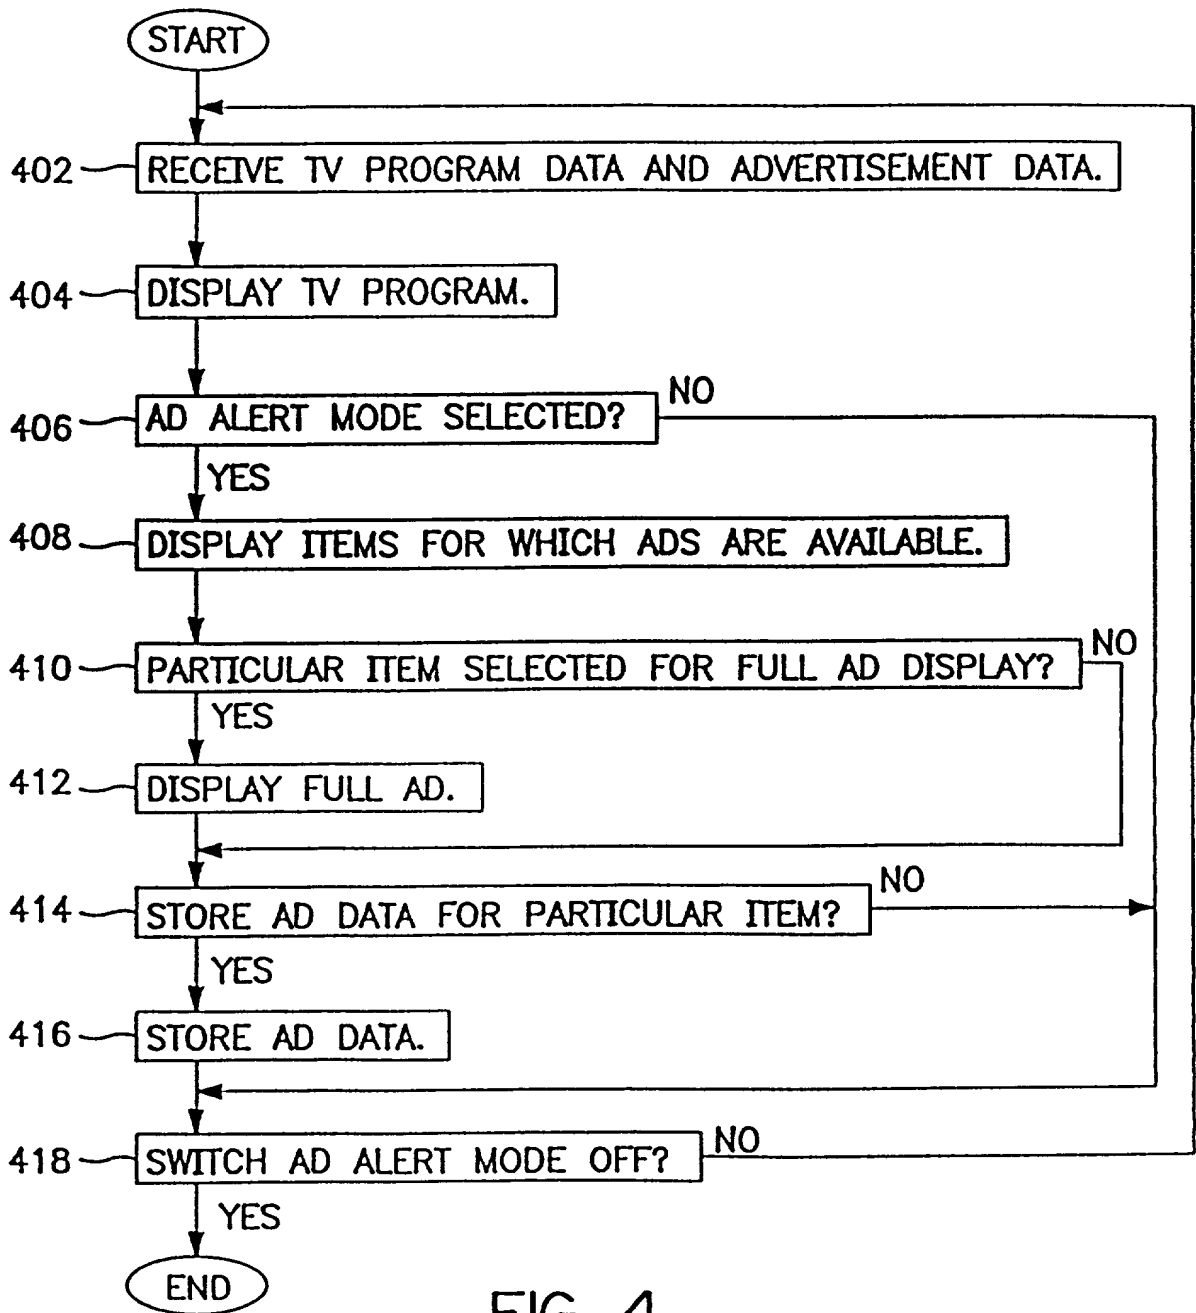 START
402
RECEIVE TV PROGRAM DATA AND ADVERTISEMENT DATA.
404
DISPLAY TV PROGRAM.
406
AD ALERT MODE SELECTED?
NO
YES
408
DISPLAY ITEMS FOR WHICH ADS ARE AVAILABLE.
410
PARTICULAR ITEM SELECTED FOR FULL AD DISPLAY?
NO
YES
412
DISPLAY FULL AD.
414
STORE AD DATA FOR PARTICULAR ITEM?
NO
YES
416
STORE AD DATA.
418
SWITCH AD ALERT MODE OFF?
NO
YES
END
FIG. 4